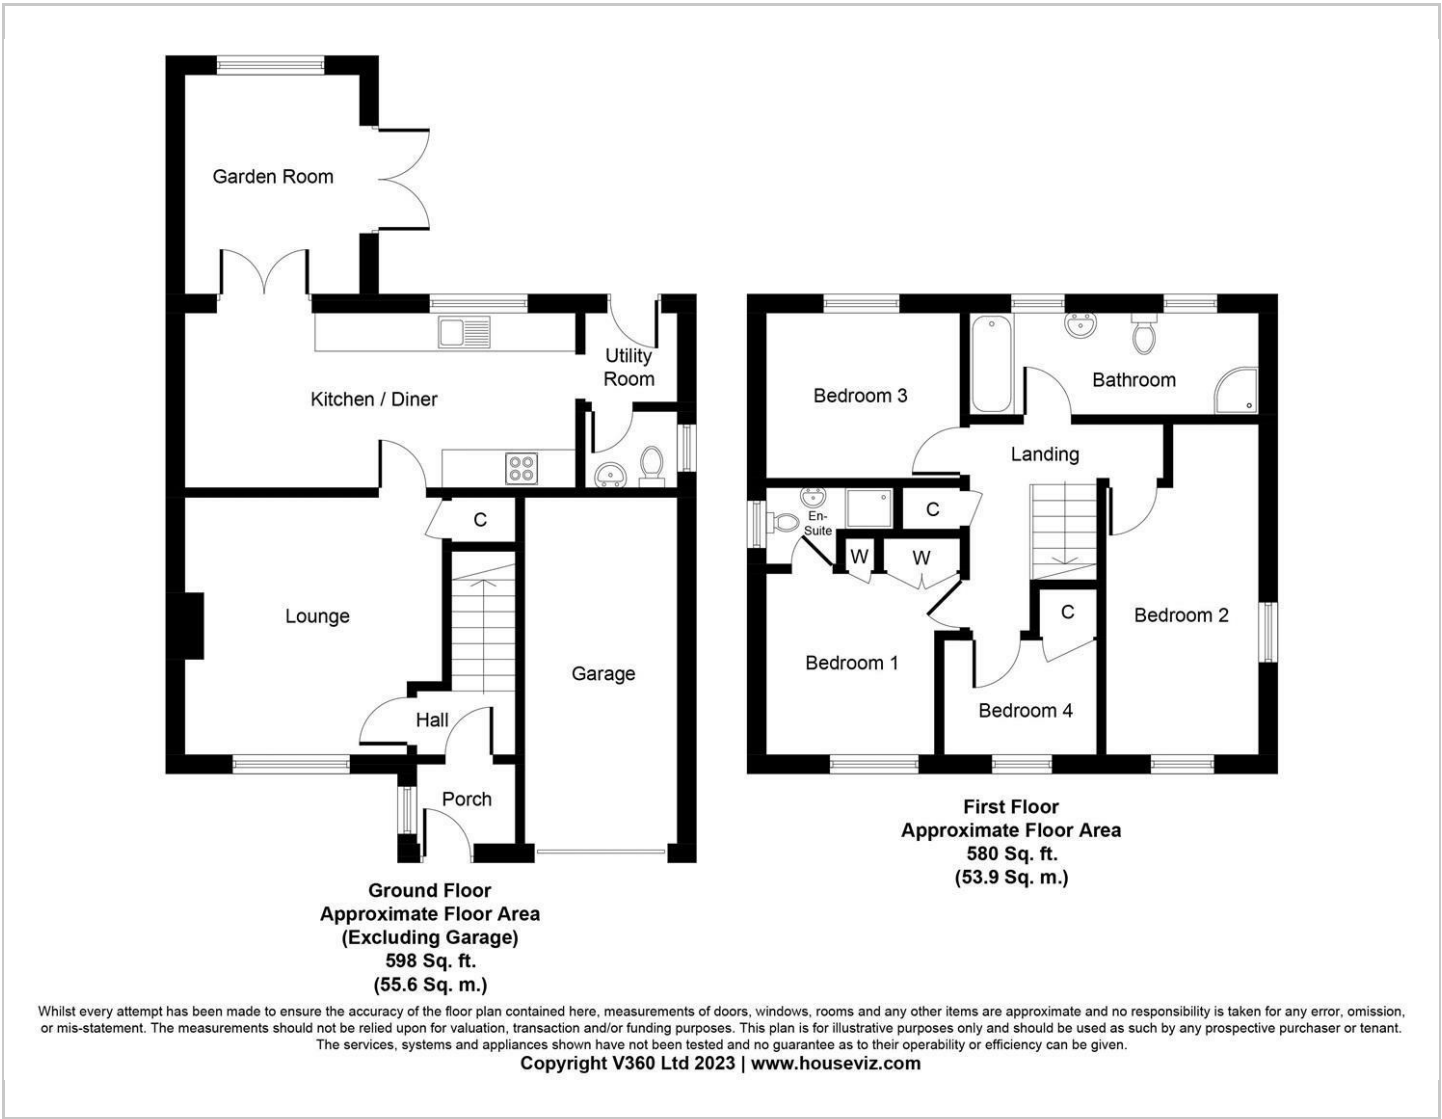 Garden Room
Utility
Room
Kitchen / Diner
C
Lounge
Garage
Hall
Porch
Bedroom 3
Bathroom
Landing
En-
Suite
C
W
W
C
Bedroom 2
Bedroom 1
Bedroom 4
Ground Floor
Approximate Floor Area
(Excluding Garage)
598 Sq. ft.
(55.6 Sq. m.)
First Floor
Approximate Floor Area
580 Sq. ft.
(53.9 Sq. m.)
Whilst every attempt has been made to ensure the accuracy of the floor plan contained here, measurements of doors, windows, rooms and any other items are approximate and no responsibility is taken for any error, omission,
or mis-statement. The measurements should not be relied upon for valuation, transaction and/or funding purposes. This plan is for illustrative purposes only and should be used as such by any prospective purchaser or tenant.
The services, systems and appliances shown have not been tested and no guarantee as to their operability or efficiency can be given.
Copyright V360 Ltd 2023 | www.houseviz.com